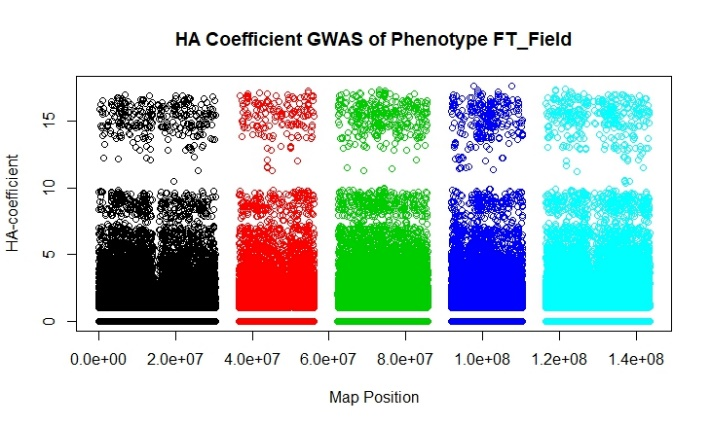 HA Coefficient GWAS of Phenotype FT_Field
HA-coefficient
15
10
5
0
0.0e+00 2.0e+07 4.0e+07 6.0e+07 8.0e+07 1.0e+08 1.2e+08 1.4e+08
Map Position